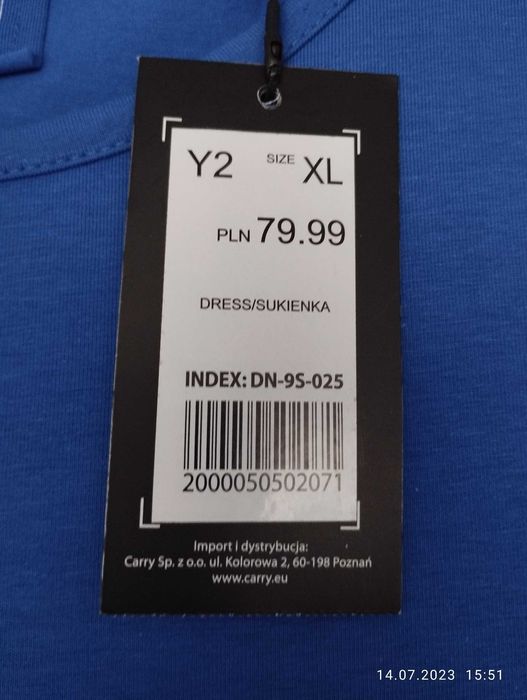 Y2 SIZE XL
PLN 79.99
DRESS/SUKIENKA
INDEX: DN-9S-025
2000050502071
Import i dystrybucja:
Carry Sp. z o.o. ul. Kolorowa 2, 60-198 Poznań
www.carry.eu
14.07.2023 15:51